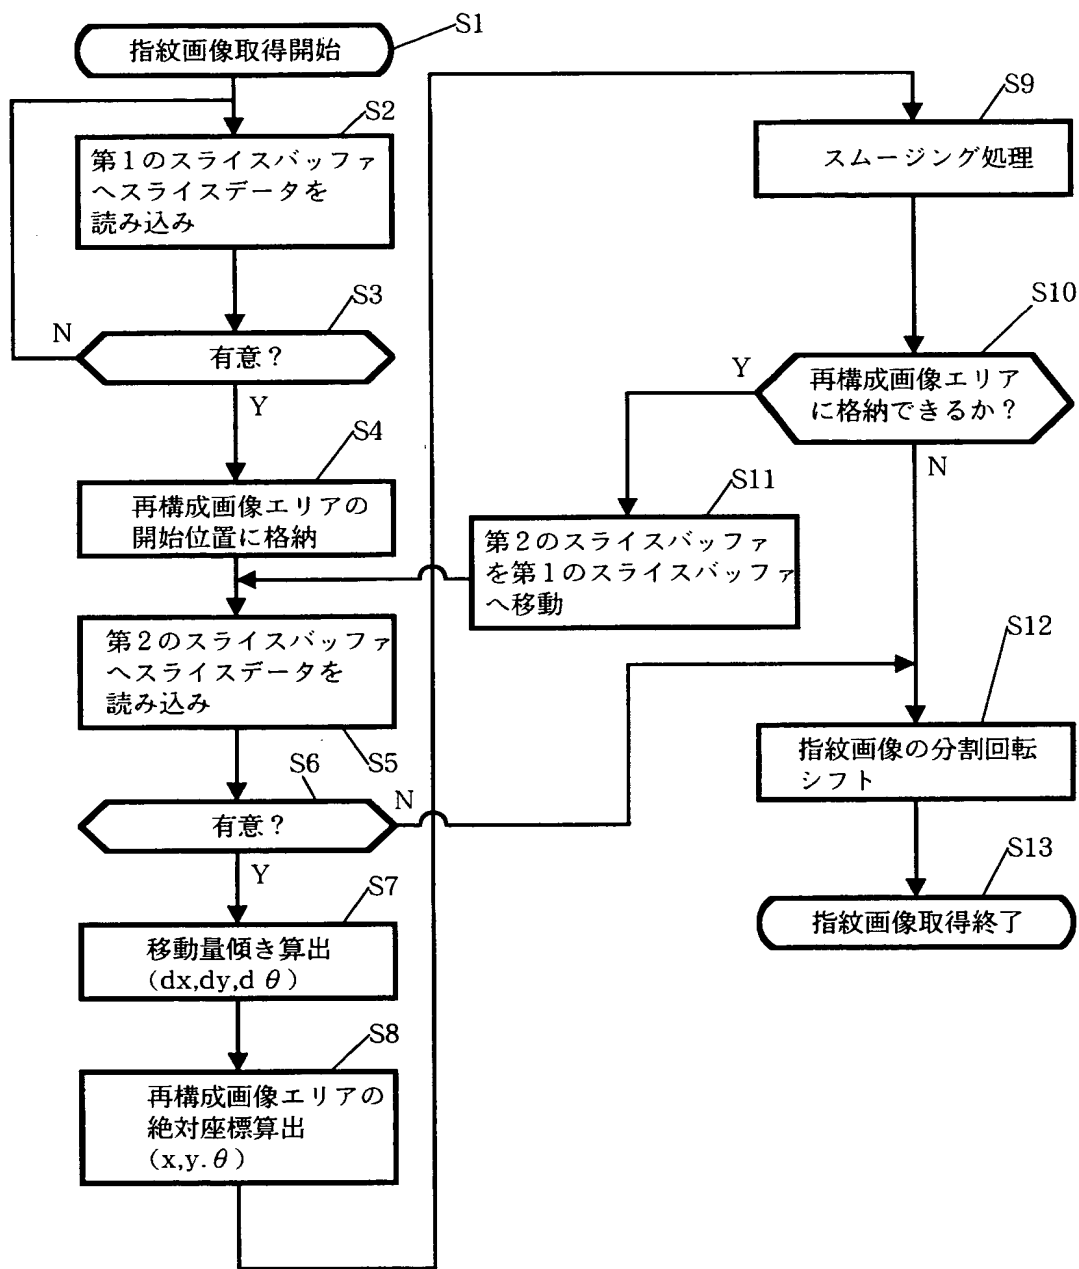 指紋画像取得開始
S1
S2
第1のスライスバッファ
へスライスデータを
読み込み
S3
N
有意？
Y
S4
再構成画像エリアの
開始位置に格納
第2のスライスバッファ
へスライスデータを
読み込み
S5
S6
N
有意？
Y
S7
移動量傾き算出
(dx,dy,d θ)
S8
再構成画像エリアの
絶対座標算出
(x,y.θ)
S9
スムージング処理
S10
Y
再構成画像エリア
に格納できるか？
N
S11
第2のスライスバッファ
を第1のスライスバッファ
へ移動
S12
指紋画像の分割回転
シフト
S13
指紋画像取得終了